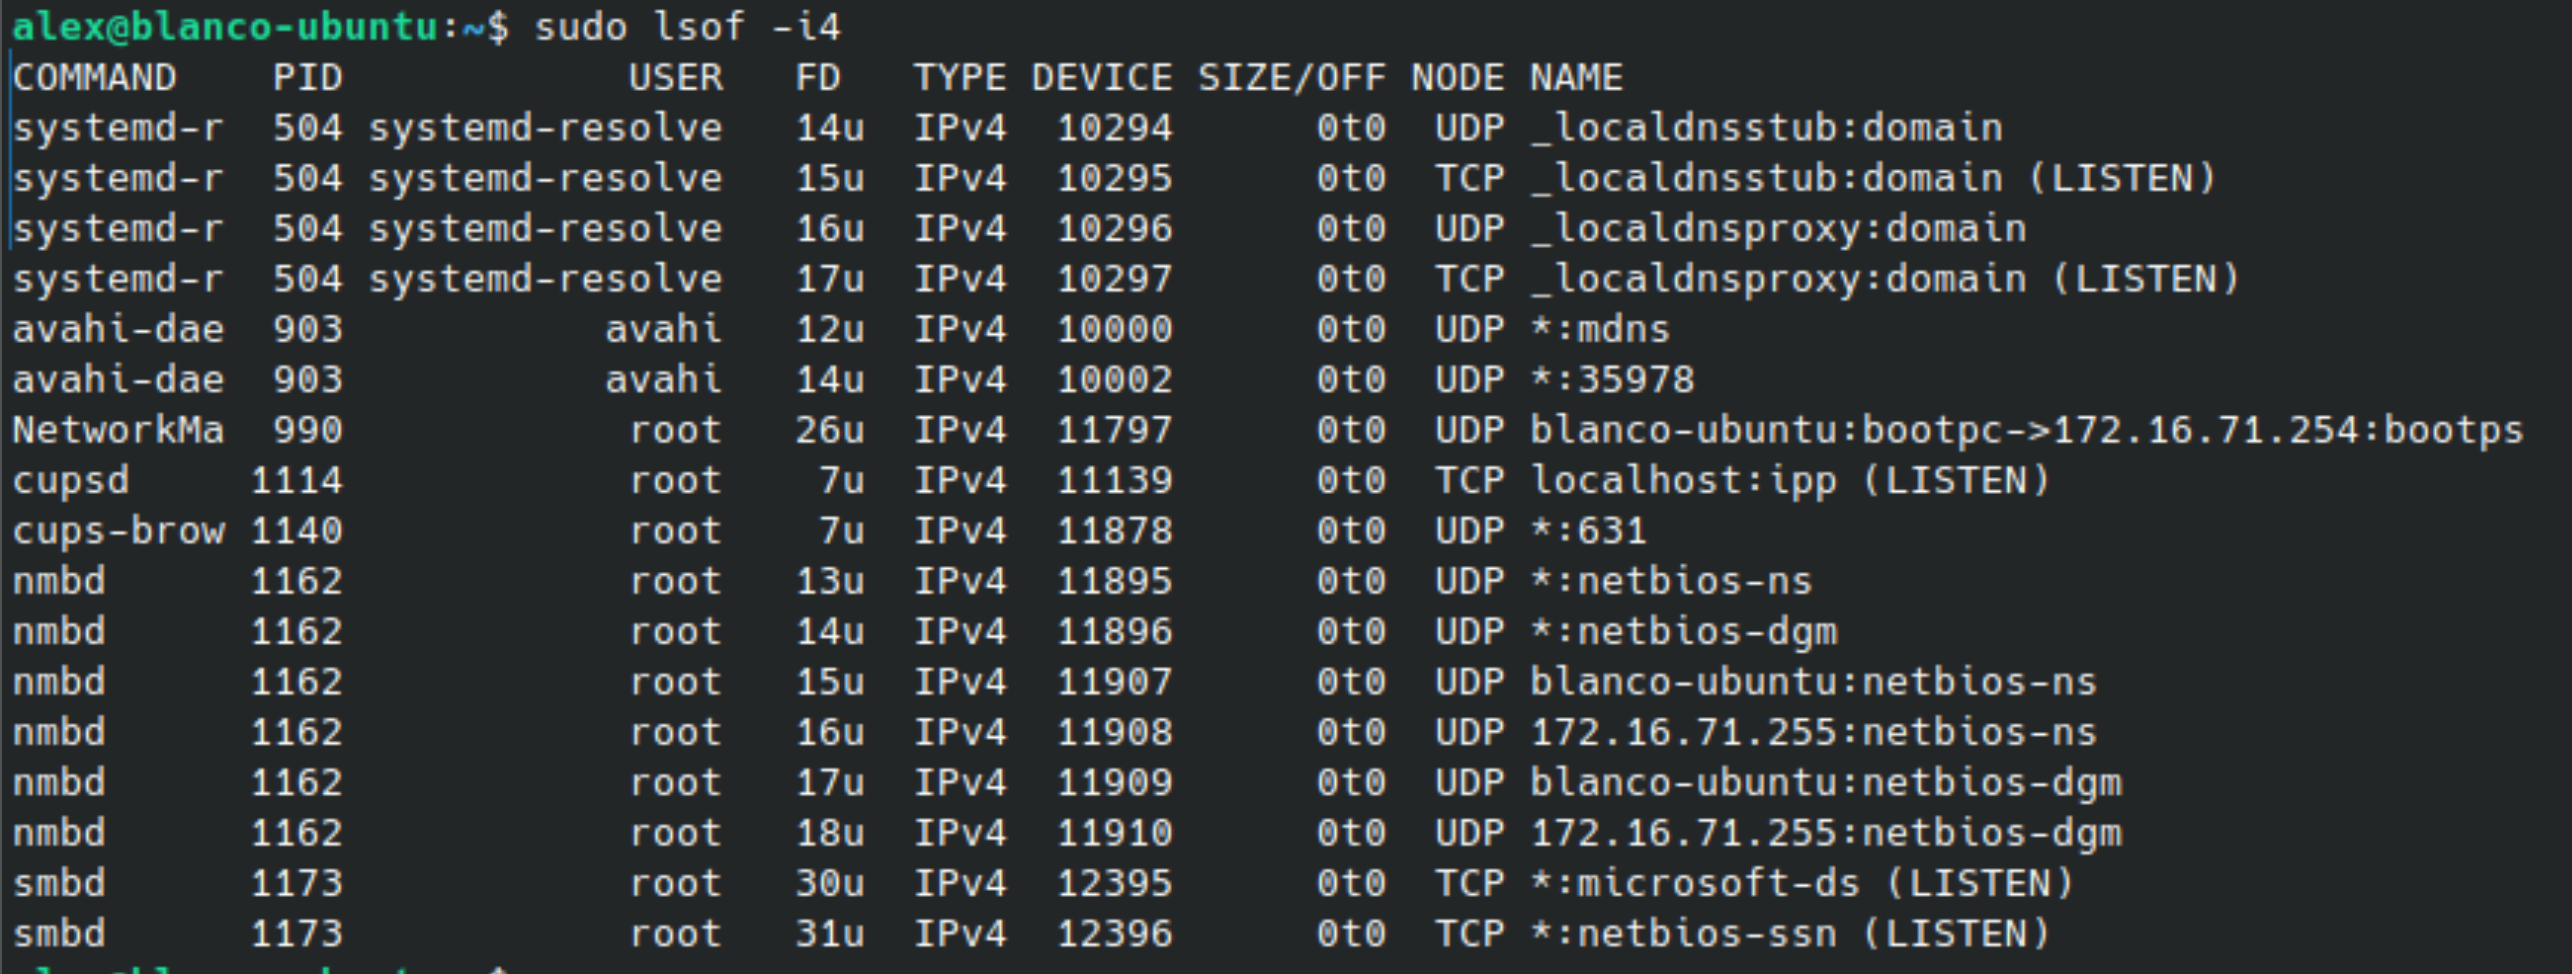 alex@blanco-ubuntu:~$ sudo lsof -i4
COMMAND    PID            USER   FD   TYPE DEVICE SIZE/OFF NODE NAME
systemd-r  504 systemd-resolve   14u  IPv4  10294      0t0  UDP _localdnsstub:domain
systemd-r  504 systemd-resolve   15u  IPv4  10295      0t0  TCP _localdnsstub:domain (LISTEN)
systemd-r  504 systemd-resolve   16u  IPv4  10296      0t0  UDP _localdnsproxy:domain
systemd-r  504 systemd-resolve   17u  IPv4  10297      0t0  TCP _localdnsproxy:domain (LISTEN)
avahi-dae  903           avahi   12u  IPv4  10000      0t0  UDP *:mdns
avahi-dae  903           avahi   14u  IPv4  10002      0t0  UDP *:35978
NetworkMa  990            root   26u  IPv4  11797      0t0  UDP blanco-ubuntu:bootpc->172.16.71.254:bootps
cupsd     1114            root    7u  IPv4  11139      0t0  TCP localhost:ipp (LISTEN)
cups-brow 1140            root    7u  IPv4  11878      0t0  UDP *:631
nmbd      1162            root   13u  IPv4  11895      0t0  UDP *:netbios-ns
nmbd      1162            root   14u  IPv4  11896      0t0  UDP *:netbios-dgm
nmbd      1162            root   15u  IPv4  11907      0t0  UDP blanco-ubuntu:netbios-ns
nmbd      1162            root   16u  IPv4  11908      0t0  UDP 172.16.71.255:netbios-ns
nmbd      1162            root   17u  IPv4  11909      0t0  UDP blanco-ubuntu:netbios-dgm
nmbd      1162            root   18u  IPv4  11910      0t0  UDP 172.16.71.255:netbios-dgm
smbd      1173            root   30u  IPv4  12395      0t0  TCP *:microsoft-ds (LISTEN)
smbd      1173            root   31u  IPv4  12396      0t0  TCP *:netbios-ssn (LISTEN)